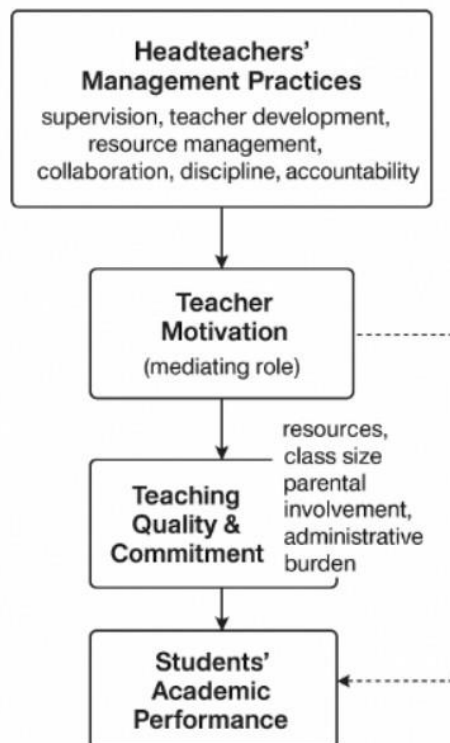 Headteachers'
Management Practices
supervision, teacher development,
resource management,
collaboration, discipline, accountability
Teacher
Motivation
(mediating role)
resources,
class size
parental
involvement,
administrative
burden
Teaching
Quality &
Commitment
Students'
Academic
Performance